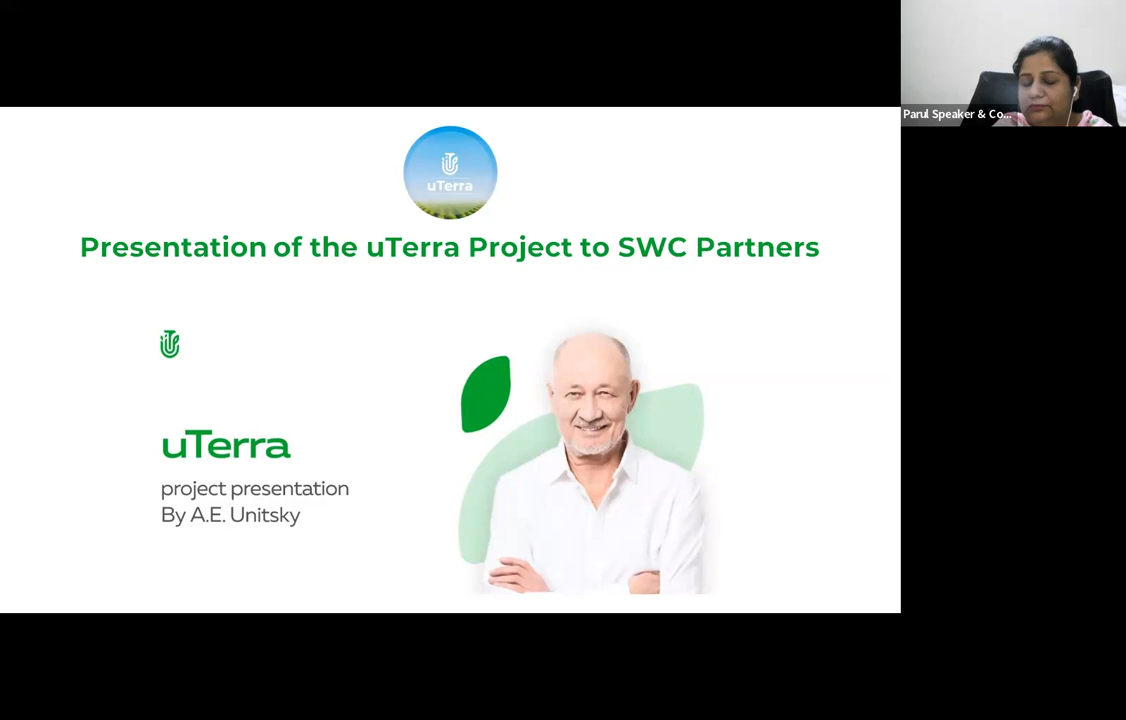 Parul Speaker & Co...
uTerra
Presentation of the uTerra Project to SWC Partners
uTerra
project presentation
By A.E. Unitsky